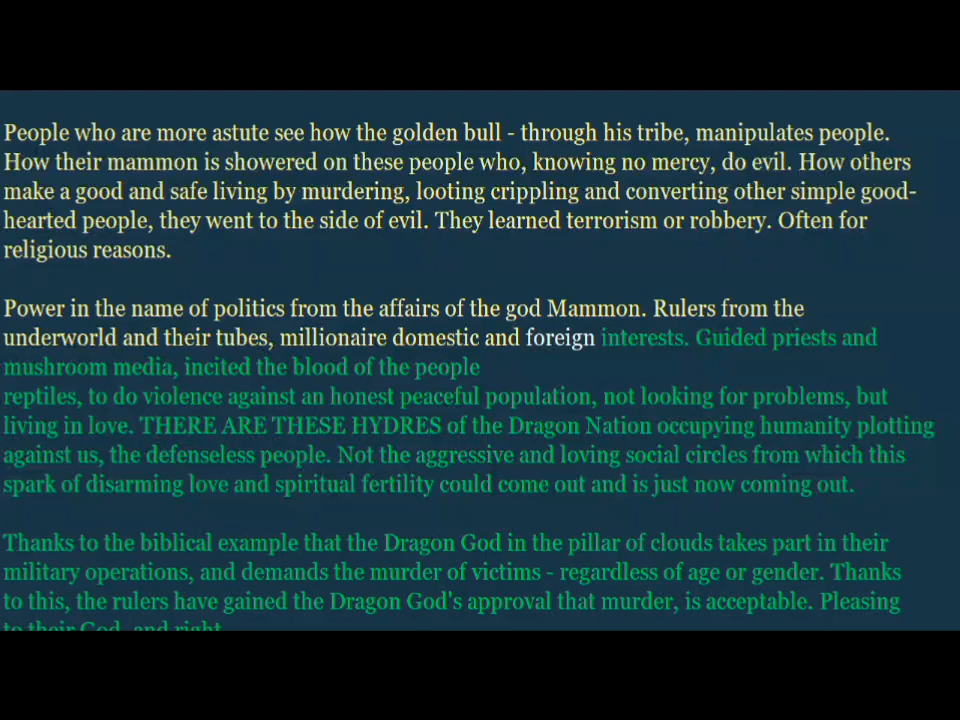 People who are more astute see how the golden bull - through his tribe, manipulates people.
How their mammon is showered on these people who, knowing no mercy, do evil. How others
make a good and safe living by murdering, looting crippling and converting other simple good-
hearted people, they went to the side of evil. They learned terrorism or robbery. Often for
religious reasons.
Power in the name of politics from the affairs of the god Mammon. Rulers from the
underworld and their tubes, millionaire domestic and foreign interests. Guided priests and
mushroom media, incited the blood of the people
reptiles, to do violence against an honest peaceful population, not looking for problems, but
living in love. THERE ARE THESE HYDRES of the Dragon Nation occupying humanity plotting
against us, the defenseless people. Not the aggressive and loving social circles from which this
spark of disarming love and spiritual fertility could come out and is just now coming out.
Thanks to the biblical example that the Dragon God in the pillar of clouds takes part in their
military operations, and demands the murder of victims - regardless of age or gender. Thanks
to this, the rulers have gained the Dragon God's approval that murder, is acceptable. Pleasing
to their God, and right